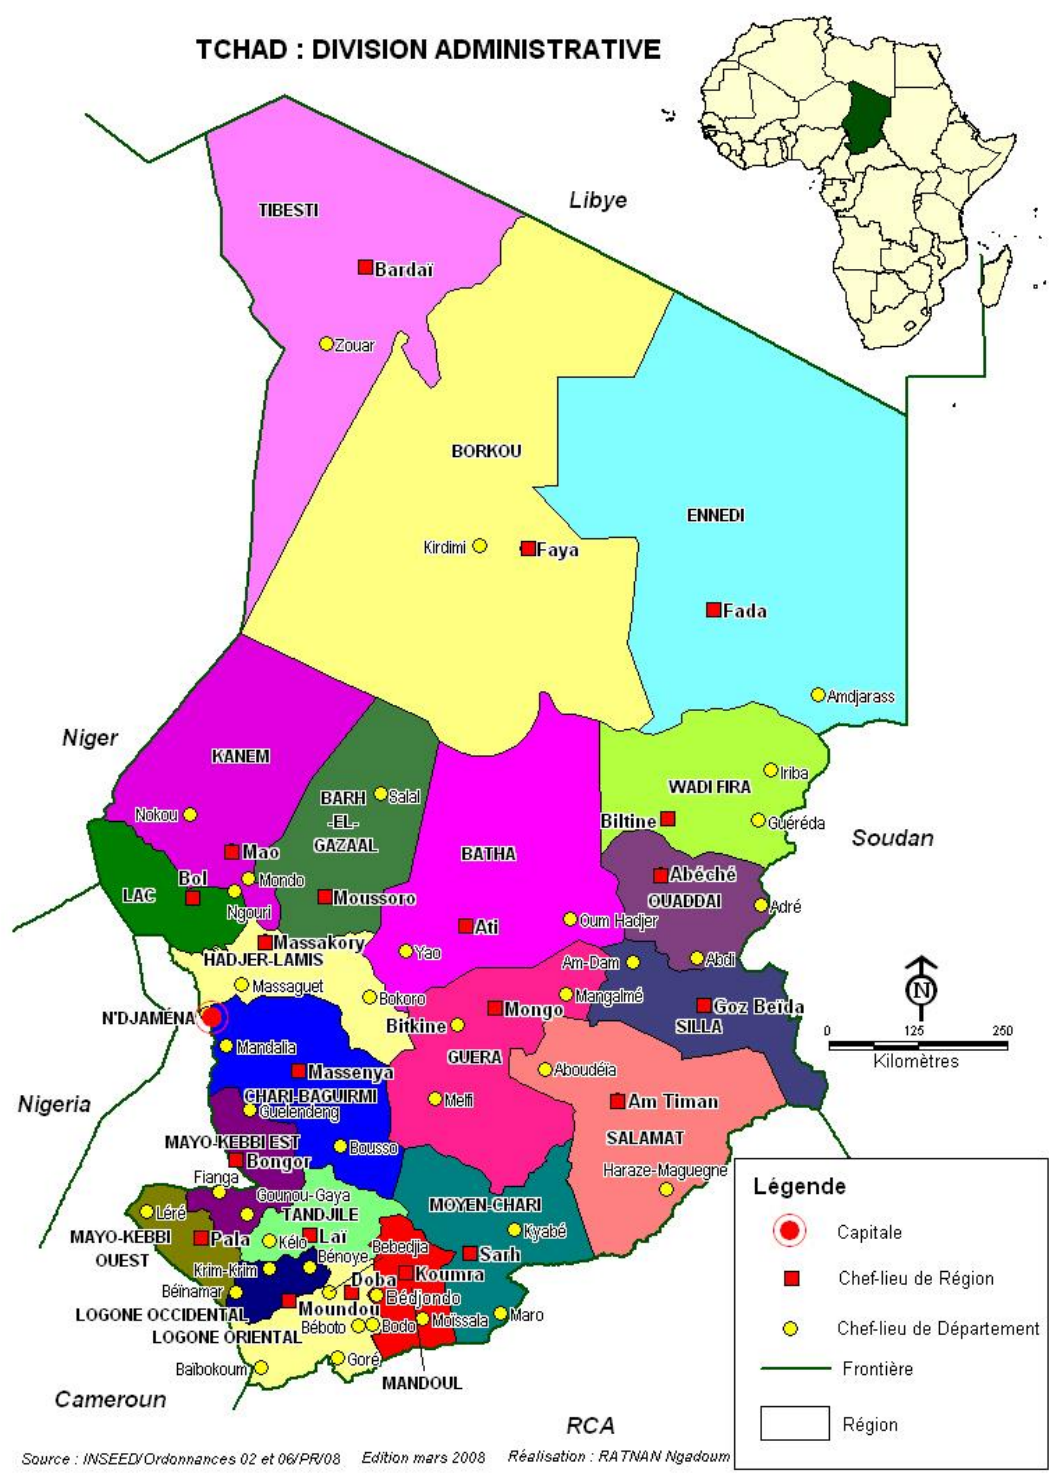 TCHAD : DIVISION ADMINISTRATIVE
Libye
TIBESTI
Bardaï
Zouar
BORKOU
ENNEDI
Kirdimi
Faya
Fada
Amdjarass
Niger
KANEM
Iriba
WADI FIRA
BARH
-EL-
GAZAAL
Salal
Nokou
Biltine
Guéréda
Soudan
Mao
BATHA
Abéché
Bol
Mondo
LAC
Moussoro
OUADDAI
Adré
Ngouri
Ati
Oum Hadjer
Massakory
HADJER-LAMIS
Yao
Am-Dam
Abdi
Massaguet
Bokoro
Mangalmé
Mongo
Goz Beïda
N'DJAMÉNA
Bitkine
SILLA
N
0 125 250
Kilomètres
Mandalia
GUERA
Massenya
Aboudéia
Nigeria
CHARI-BAGUIRMI
Guelendeng
Melfi
Am Timan
MAYO-KEBBI EST
Bousso
SALAMAT
Bongor
Haraze-Maguegne
Fianga
Gounou-Gaya
MOYEN-CHARI
Léré
TANDJILE
Kyabé
MAYO-KEBBI
OUEST
Pala
Kélo
Laï
Bebedjia
Sarh
Bénoye
Krim-Krim
Doba
Koumra
Béïnamar
Moundou
Bédjondo
LOGONE OCCIDENTAL
LOGONE ORIENTAL
Béboto
Bodo
Moïssala
Maro
Baïbokoum
Goré
MANDOUL
Cameroun
RCA
Légende
Capitale
Chef-lieu de Région
Chef-lieu de Département
Frontière
Région
Source : INSEED/Ordonnances 02 et 06/PR/08 Edition mars 2008 Réalisation : RATNAN Ngadoum